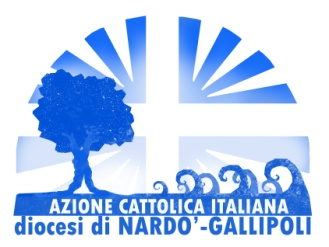 AZIONE CATTOLICA ITALIANA
diocesi di NARDO'-GALLIPOLI